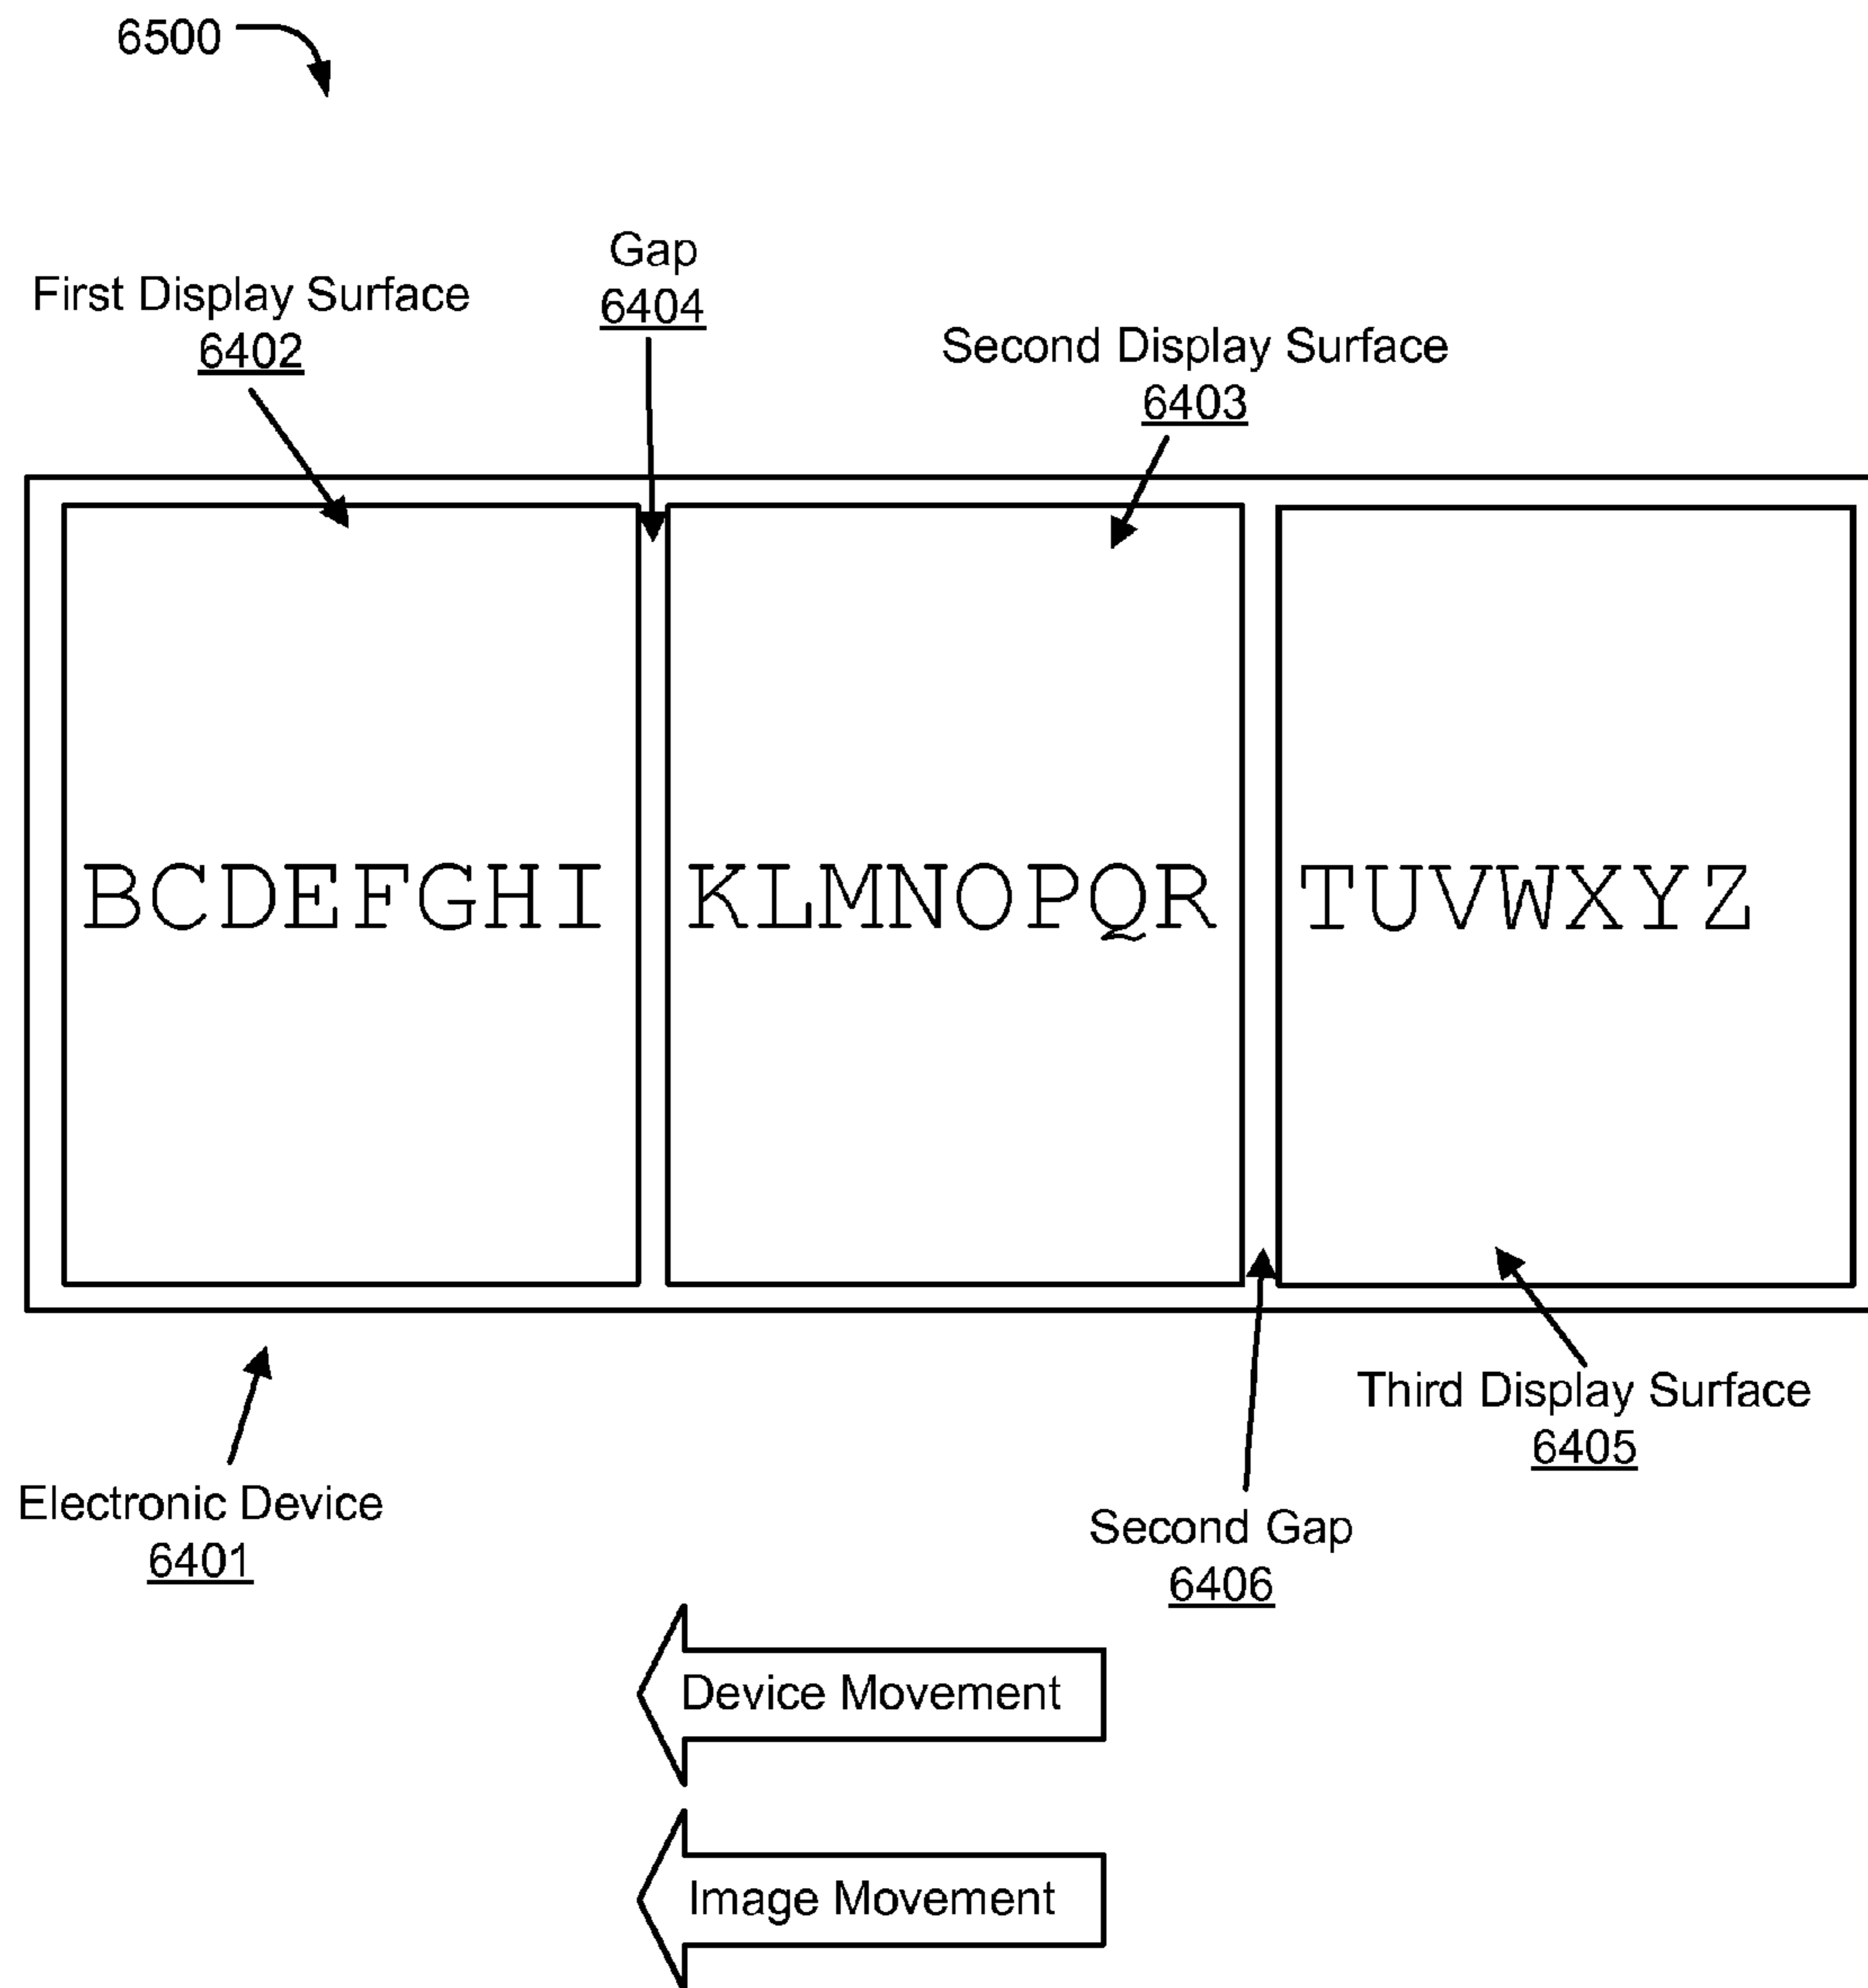 6500
Gap
6404
First Display Surface
6402
Second Display Surface
6403
BCDEFGHI KLMNOPQR TUVWXYZ
Third Display Surface
6405
Electronic Device
6401
Second Gap
6406
Device Movement
Image Movement